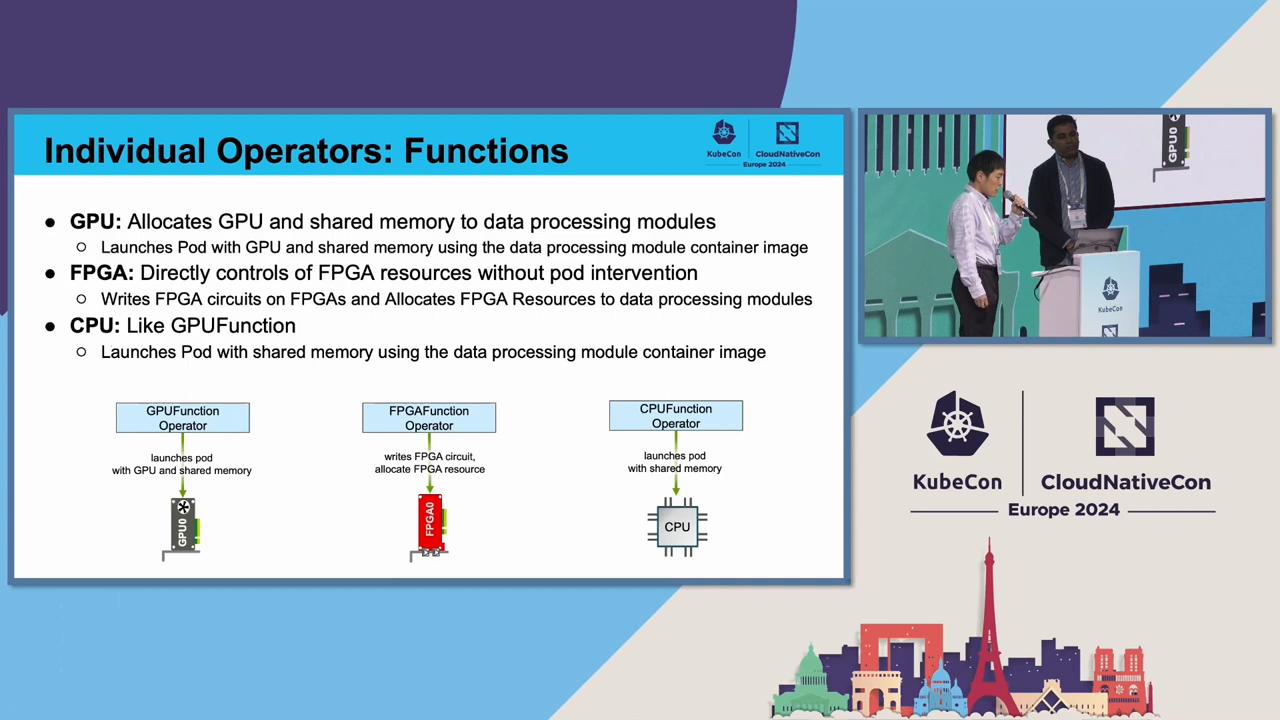 Individual Operators: Functions
KubeCon
CloudNativeCon
Europe 2024
● GPU: Allocates GPU and shared memory to data processing modules
○ Launches Pod with GPU and shared memory using the data processing module container image
● FPGA: Directly controls of FPGA resources without pod intervention
○ Writes FPGA circuits on FPGAs and Allocates FPGA Resources to data processing modules
● CPU: Like GPUFunction
○ Launches Pod with shared memory using the data processing module container image
GPUFunction
Operator
launches pod
with GPU and shared memory
GPU0
FPGAFunction
Operator
writes FPGA circuit,
allocate FPGA resource
FPGA0
CPUFunction
Operator
launches pod
with shared memory
CPU
GPU0
KubeCon
KubeCon
CloudNativeCon
Europe 2024